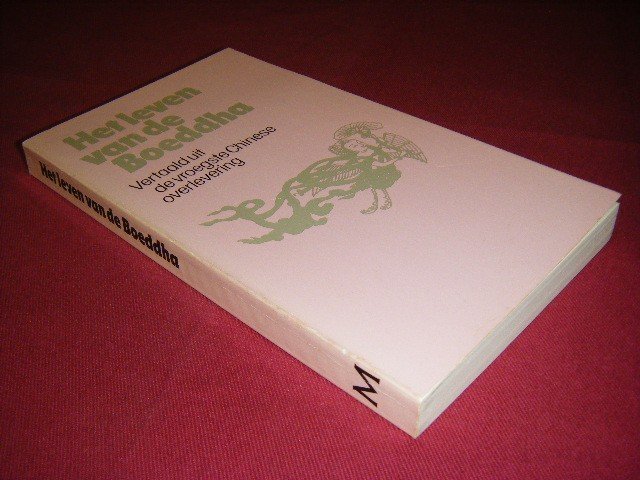 Het leven
van de
Boeddha
Vertaald uit
de vroegste Chinese
overlevering
Het leven van de Boeddha
M